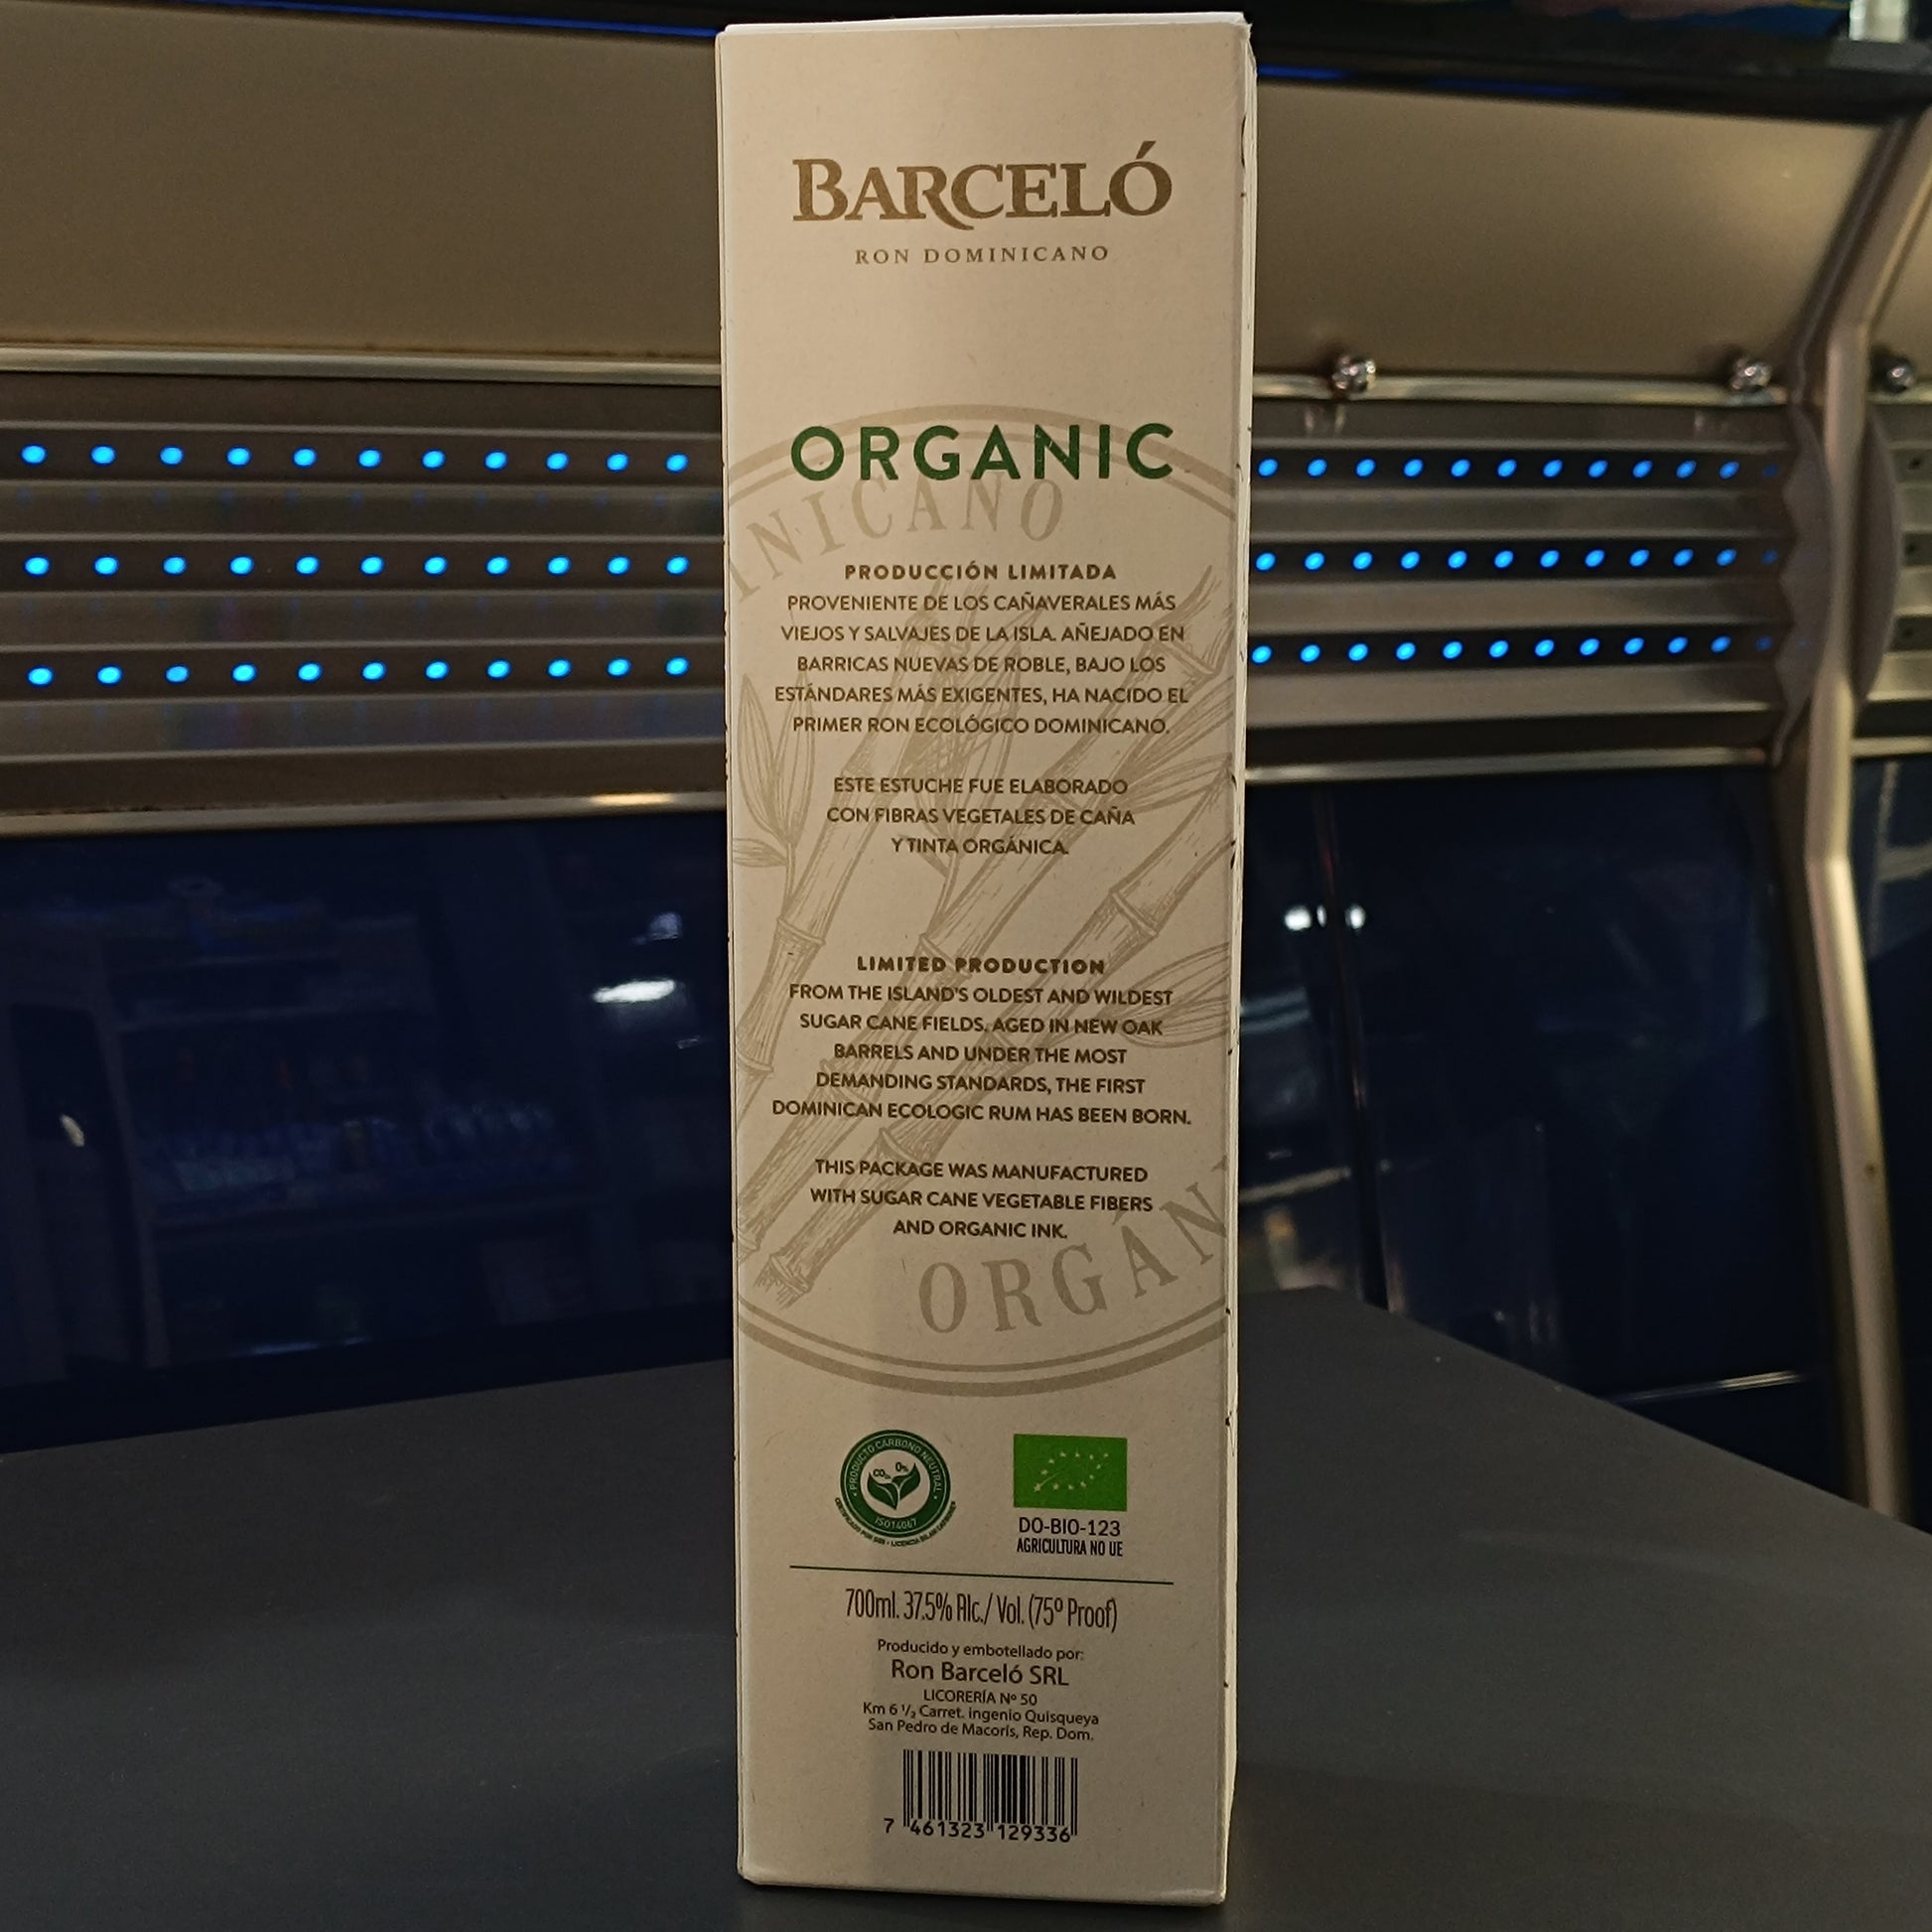 BARCELÓ
RON DOMINICANO
ORGANIC
INICANO
PRODUCCIÓN LIMITADA
PROVENIENTE DE LOS CAÑAVERALES MÁS
VIEJOS Y SALVAJES DE LA ISLA. AÑEJADO EN
BARRICAS NUEVAS DE ROBLE, BAJO LOS
ESTÁNDARES MÁS EXIGENTES, HA NACIDO EL
PRIMER RON ECOLÓGICO DOMINICANO.
ESTE ESTUCHE FUE ELABORADO
CON FIBRAS VEGETALES DE CAÑA
Y TINTA ORGÁNICA.
LIMITED PRODUCTION
FROM THE ISLAND'S OLDEST AND WILDEST
SUGAR CANE FIELDS. AGED IN NEW OAK
BARRELS AND UNDER THE MOST
DEMANDING STANDARDS, THE FIRST
DOMINICAN ECOLOGIC RUM HAS BEEN BORN.
THIS PACKAGE WAS MANUFACTURED
WITH SUGAR CANE VEGETABLE FIBERS
AND ORGANIC INK.
ORGÁN
PRODUCTO CARBONO NEUTRAL
CO₂ 0%
ISO14067
DO-BIO-123
AGRICULTURA NO UE
700ml. 37.5% Alc./ Vol. (75º Proof)
Producido y embotellado por:
Ron Barceló SRL
LICORERÍA Nº 50
Km 6 ½ Carret. ingenio Quisqueya
San Pedro de Macorís, Rep. Dom.
7 461323 129336